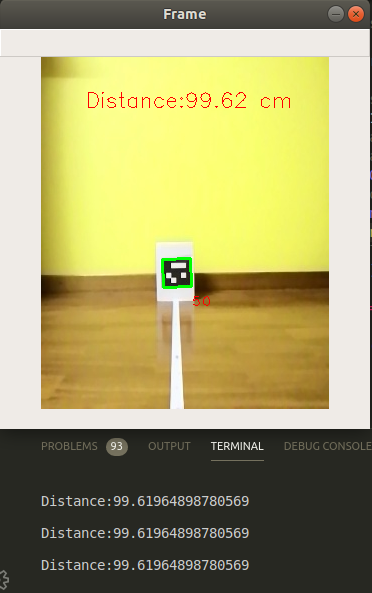 Frame
Distance:99.62 cm
50
PROBLEMS 93 OUTPUT TERMINAL DEBUG CONSOLE
Distance:99.61964898780569
Distance:99.61964898780569
Distance:99.61964898780569